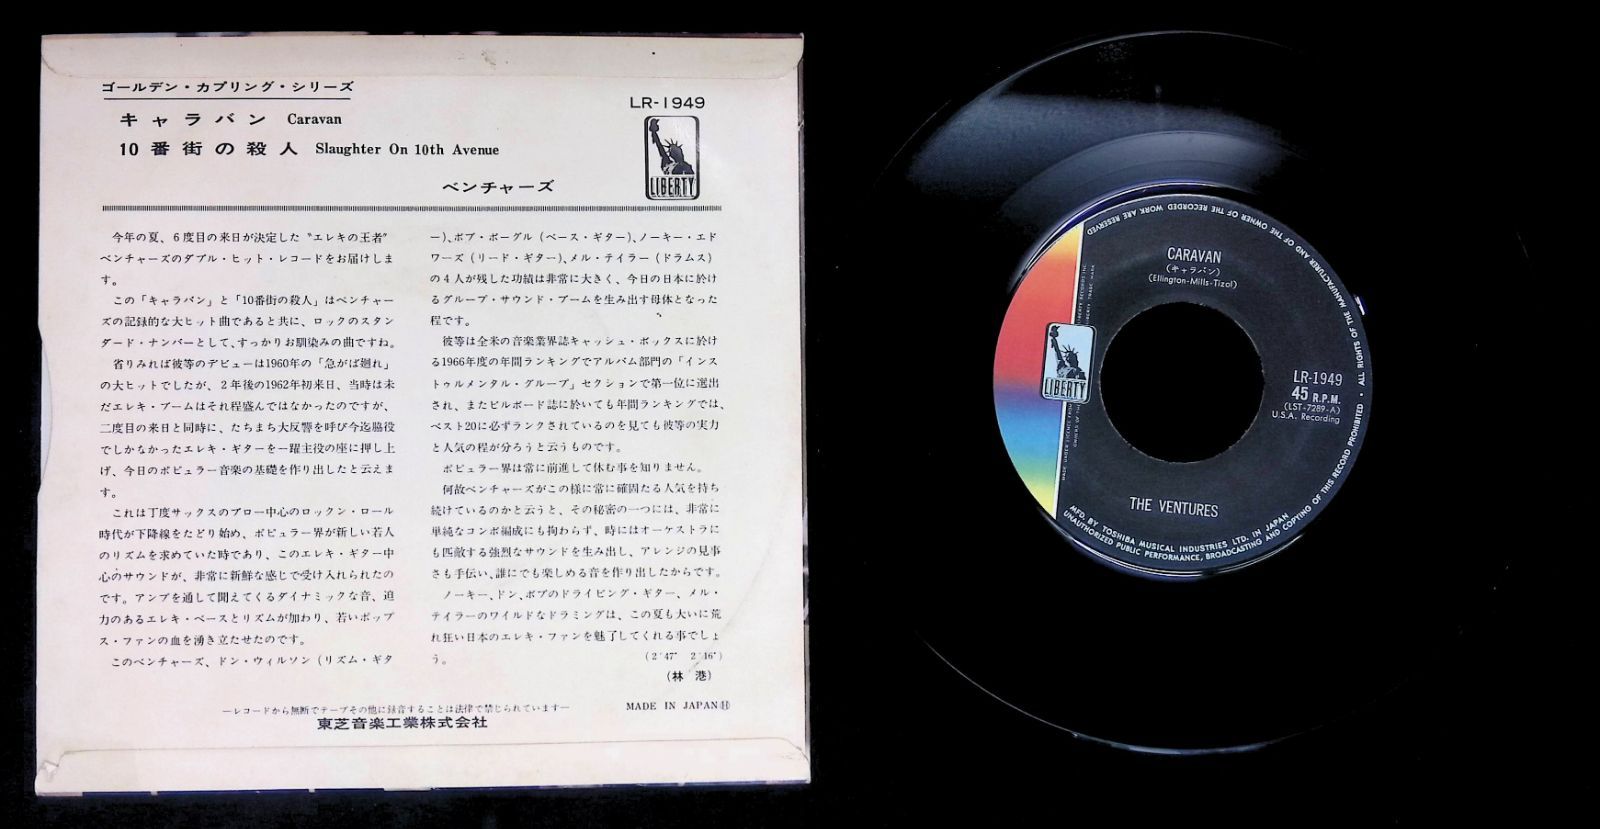 ゴールデン・カプリング・シリーズ
キャラバン Caravan
10番街の殺人 Slaughter On 10th Avenue
ベンチャーズ
LR-1949
LIBERTY
今年の夏、6度目の来日が決定した〝エレキの王者〟
ベンチャーズのダブル・ヒット・レコードをお届けしま
す。
この「キャラバン」と「10番街の殺人」はベンチャー
ズの記録的な大ヒット曲であると共に、ロックのスタン
ダード・ナンバーとして、すっかりお馴染みの曲ですね。
省りみれば彼等のデビューは1960年の「急がば廻れ」
の大ヒットでしたが、2年後の1962年初来日、当時は未
だエレキ・ブームはそれ程盛んではなかったのですが、
二度目の来日と同時に、たちまち大反響を呼び今迄脇役
でしかなかったエレキ・ギターを一躍主役の座に押し上
げ、今日のポピュラー音楽の基礎を作り出したと云えま
す。
これは丁度サックスのブロー中心のロックン・ロール
時代が下降線をたどり始め、ポピュラー界が新しい若人
のリズムを求めていた時であり、このエレキ・ギター中
心のサウンドが、非常に新鮮な感じで受け入れられたの
です。アンプを通して聞えてくるダイナミックな音、迫
力のあるエレキ・ベースとリズムが加わり、若いポップ
ス・ファンの血を湧き立たせたのです。
このベンチャーズ、ドン・ウィルソン（リズム・ギタ
ー）、ボブ・ボーグル（ベース・ギター）、ノーキー・エド
ワーズ（リード・ギター）、メル・テイラー（ドラムス）
の4人が残した功績は非常に大きく、今日の日本に於け
るグループ・サウンド・ブームを生み出す母体となった
程です。
彼等は全米の音楽業界誌キャッシュ・ボックスに於け
る1966年度の年間ランキングでアルバム部門の「インス
トゥルメンタル・グループ」セクションで第一位に選出
され、またビルボード誌に於いても年間ランキングでは、
ベスト20に必ずランクされているのを見ても彼等の実力
と人気の程が分ろうと云うものです。
ポピュラー界は常に前進して休む事を知りません。
何故ベンチャーズがこの様に常に確固たる人気を持ち
続けているのかと云うと、その秘密の一つには、非常に
単純なコンボ編成にも拘わらず、時にはオーケストラに
も匹敵する強烈なサウンドを生み出し、アレンジの見事
さも手伝い、誰にでも楽しめる音を作り出したからです。
ノーキー、ドン、ボブのドライビング・ギター、メル・
テイラーのワイルドなドラミングは、この夏も大いに荒
れ狂い日本のエレキ・ファンを魅了してくれる事でしょ
う。
(2'47" 2'16")
（林 港）
—レコードから無断でテープその他に録音することは法律で禁じられています—
東芝音楽工業株式会社
MADE IN JAPAN Ⓗ
CARAVAN
(キャラバン)
(Ellington-Mills-Tizol)
LIBERTY
LR-1949
45 R.P.M.
(LST-7289-A)
U.S.A. Recording
THE VENTURES
MFD. BY TOSHIBA MUSICAL INDUSTRIES LTD. IN JAPAN
ALL RIGHTS OF THE MANUFACTURER AND OF THE OWNER OF THE RECORDED WORK ARE RESERVED
UNAUTHORIZED PUBLIC PERFORMANCE, BROADCASTING AND COPYING OF THIS RECORD PROHIBITED